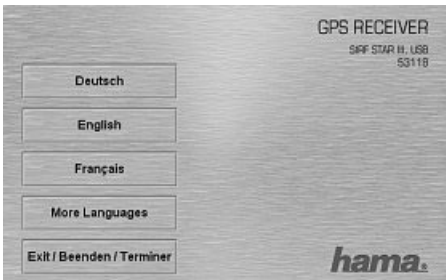 GPS RECEIVER
SiRF STAR III, USB
53118
Deutsch
English
Français
More Languages
Exit / Beenden / Terminer
hama®